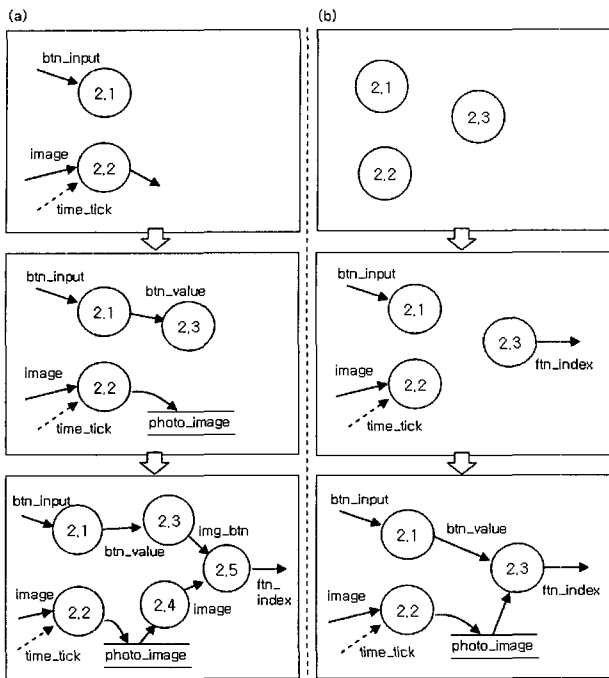 (a)
btn_input
2.1
image
2.2
time_tick
btn_input
btn_value
2.1
2.3
image
2.2
time_tick
photo_image
btn_input
2.1
2.3
img_btn
btn_value
2.5
ftn_
index
image
2.2
2.4
image
time_tick
photo_image
(b)
2.1
2.3
2.2
btn_input
2.1
2.3
ftn_index
image
2.2
time_tick
btn_input
2.1
btn_value
2.3
ftn_index
image
2.2
time_tick
photo_image